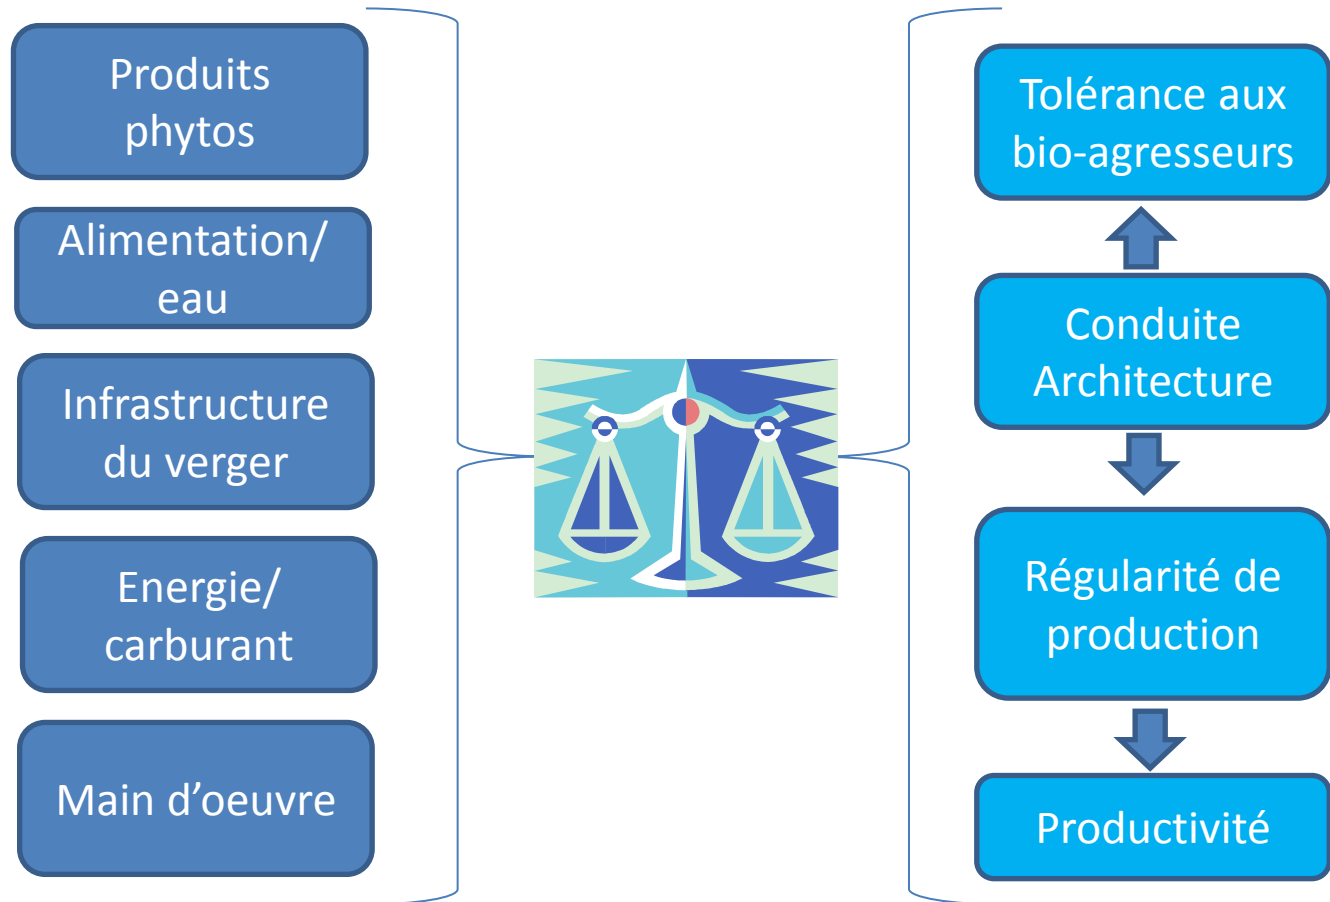 Produits
phytos
Alimentation/
eau
Infrastructure
du verger
Energie/
carburant
Main d’oeuvre
Tolérance aux
bio-agresseurs
Conduite
Architecture
Régularité de
production
Productivité